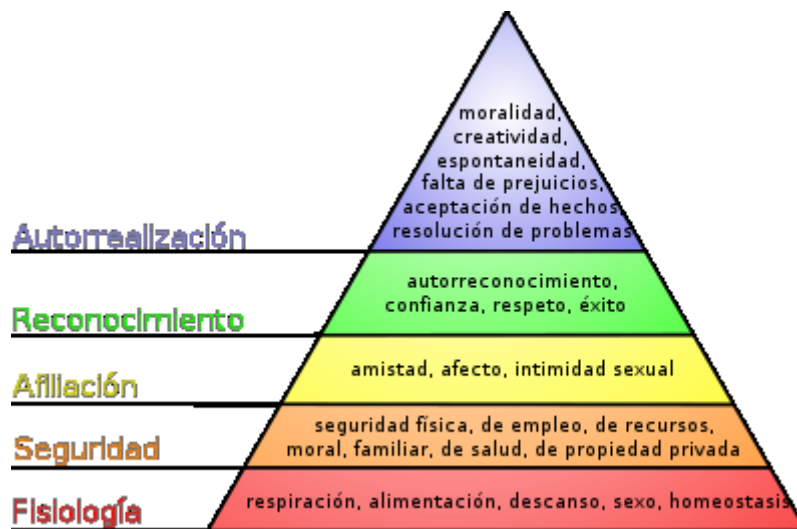 moralidad,
creatividad,
espontaneidad,
falta de prejuicios,
aceptación de hechos,
resolución de problemas
Autorrealización
autorreconocimiento,
confianza, respeto, éxito
Reconocimiento
amistad, afecto, intimidad sexual
Afiliación
seguridad física, de empleo, de recursos,
moral, familiar, de salud, de propiedad privada
Seguridad
respiración, alimentación, descanso, sexo, homeostasis
Fisiología